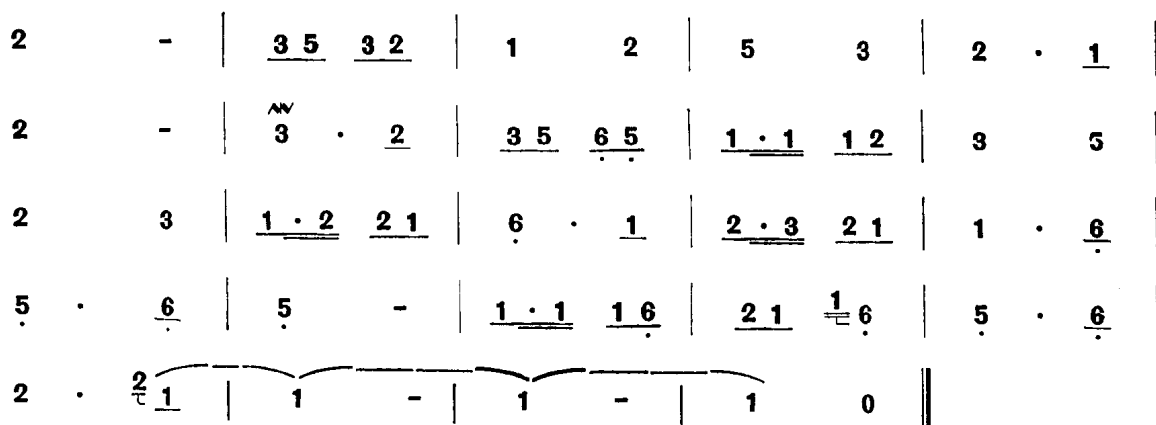 2 - | 3 5 3 2 | 1 2 | 5 3 | 2 · 1 |
2 - | 3 · 2 | 3 5 6̣ 5̣ | 1 · 1 1 2 | 3 5
2 3 | 1 · 2 2 1 | 6̣ · 1 | 2 · 3 2 1 | 1 · 6̣ |
5̣ · 6̣ | 5̣ - | 1 · 1 1 6̣ | 2 1 1 6̣ | 5̣ · 6̣ |
2 · 2 1 | 1 - | 1 - | 1 0 ‖